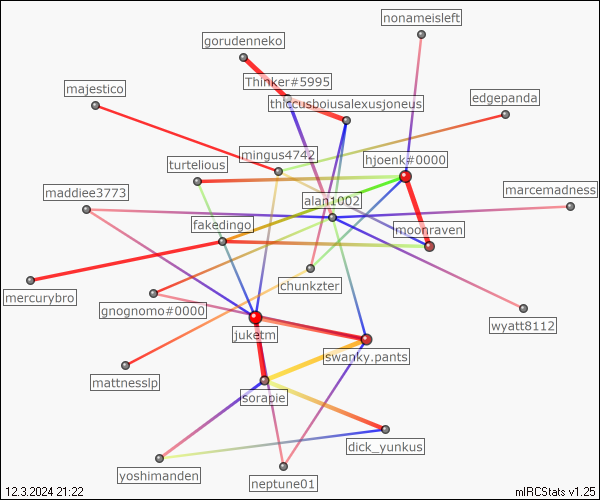 nonameisleft
gorudenneko
Thinker#5995
majestico
thiccusboiusalexusjoneus
edgepanda
mingus4742
hjoenk#0000
turtelious
maddiee3773
marcemadness
alan1002
fakedingo
moonraven
mercurybro
chunkzter
gnognomo#0000
wyatt8112
juketm
swanky.pants
mattnesslp
sorapie
dick_yunkus
yoshimanden
neptune01
12.3.2024 21:22 mIRCStats v1.25